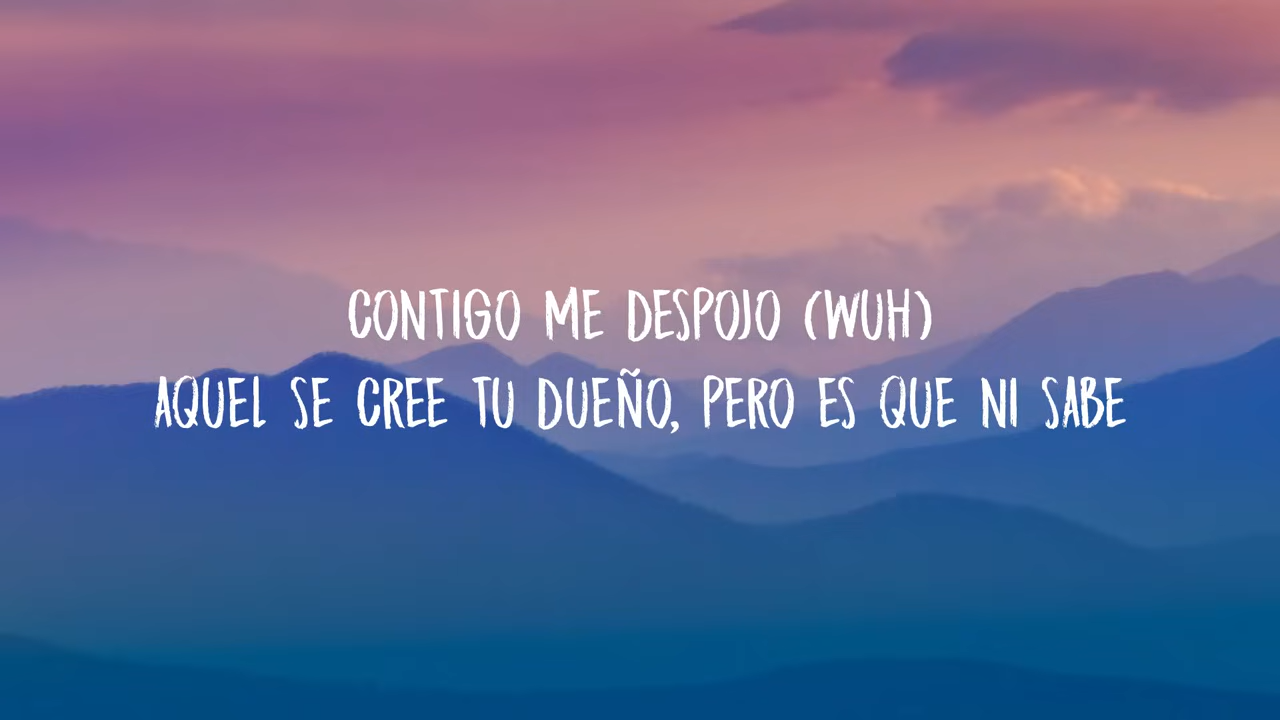 CONTIGO ME DESPOJO (WUH)
AQUEL SE CREE TU DUEÑO, PERO ES QUE NI SABE